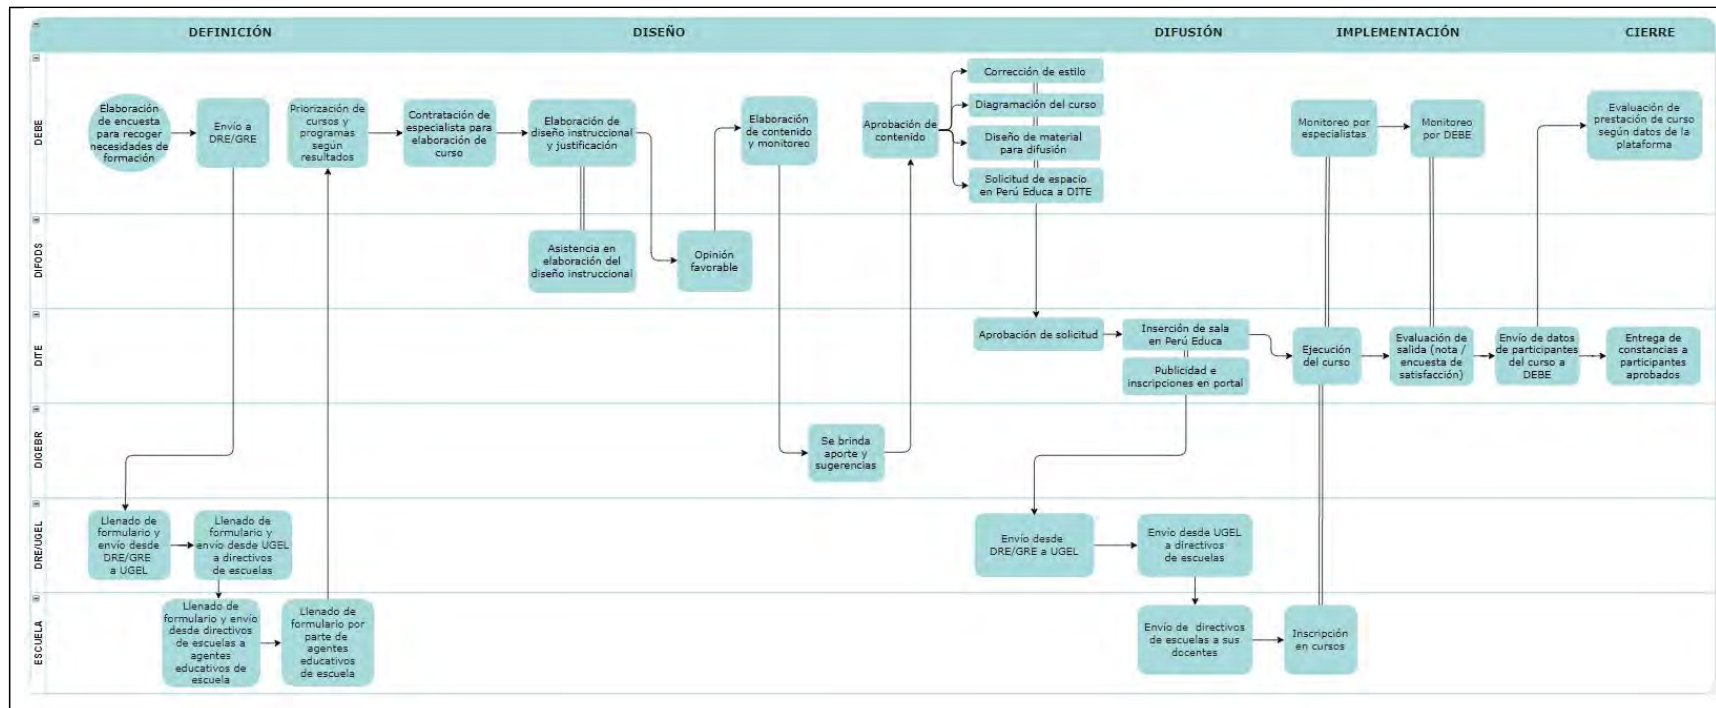 DEFINICIÓN
DISEÑO
DIFUSIÓN
IMPLEMENTACIÓN
CIERRE
DEBE
Elaboración
de encuesta
para recoger
necesidades de
formación
Envío a
DRE/GRE
Priorización de
cursos y
programas
según
resultados
Contratación de
especialista para
elaboración de
curso
Elaboración de
diseño instruccional
y justificación
Elaboración
de contenido
y monitoreo
Aprobación de
contenido
Corrección de estilo
Diagramación del curso
Diseño de material
para difusión
Solicitud de espacio
en Perú Educa a DITE
Monitoreo por
especialistas
Monitoreo
por DEBE
Evaluación de
prestación de curso
según datos de la
plataforma
DIFODS
Asistencia en
elaboración del
diseño instruccional
Opinión
favorable
DITE
Aprobación de solicitud
Inserción de sala
en Perú Educa
Publicidad e
inscripciones en portal
Ejecución
del curso
Evaluación de
salida (nota /
encuesta de
satisfacción)
Envío de datos
de participantes
del curso a
DEBE
Entrega de
constancias a
participantes
aprobados
DIGEBR
Se brinda
aporte y
sugerencias
DRE/UGEL
Llenado de
formulario y
envío desde
DRE/GRE
a UGEL
Llenado de
formulario y
envío desde UGEL
a directivos
de escuelas
Envío desde
DRE/GRE a UGEL
Envío desde UGEL
a directivos
de escuelas
ESCUELA
Llenado de
formulario y envío
desde directivos
de escuelas a
agentes
educativos de
escuela
Llenado de
formulario por
parte de
agentes
educativos
de escuela
Envío de directivos
de escuelas a sus
docentes
Inscripción
en cursos